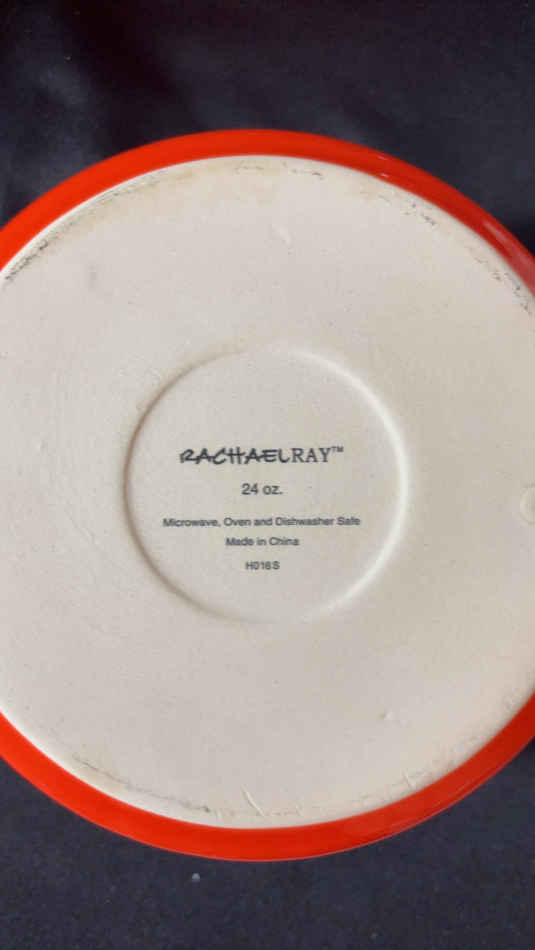 RACHAELRAY™
24 oz.
Microwave, Oven and Dishwasher Safe
Made in China
H016S